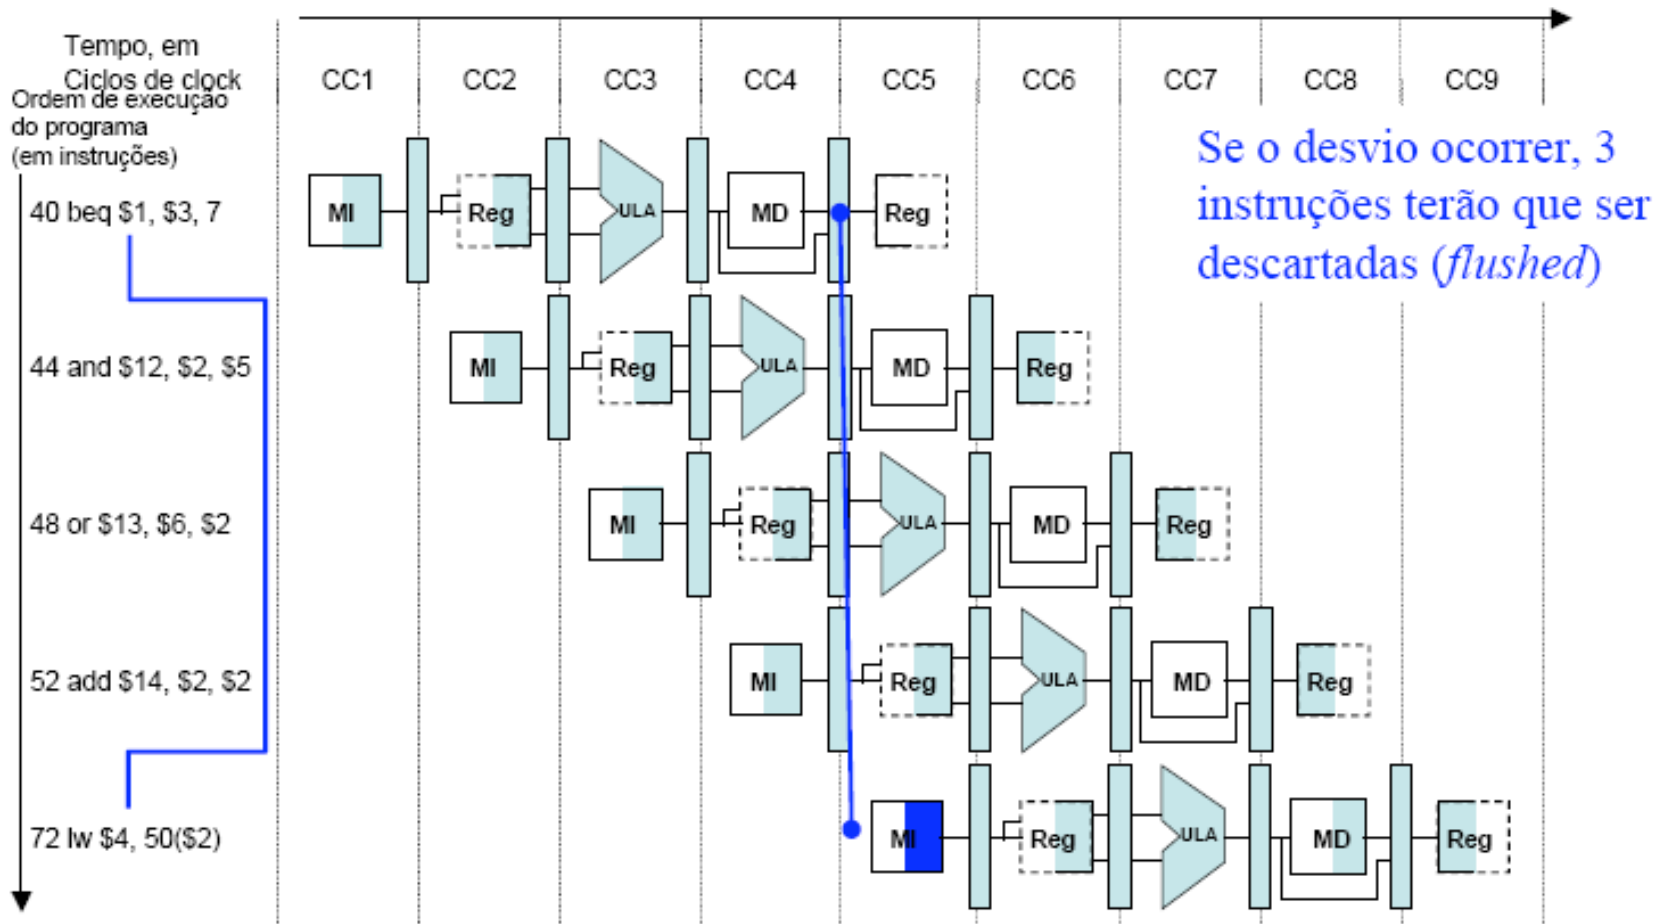 Tempo, em
Ciclos de clock
CC1 CC2 CC3 CC4 CC5 CC6 CC7 CC8 CC9
Ordem de execução
do programa
(em instruções)
Se o desvio ocorrer, 3
instruções terão que ser
descartadas (flushed)
40 beq $1, $3, 7
MI Reg ULA MD Reg
44 and $12, $2, $5
MI Reg ULA MD Reg
48 or $13, $6, $2
MI Reg ULA MD Reg
52 add $14, $2, $2
MI Reg ULA MD Reg
72 lw $4, 50($2)
MI Reg ULA MD Reg